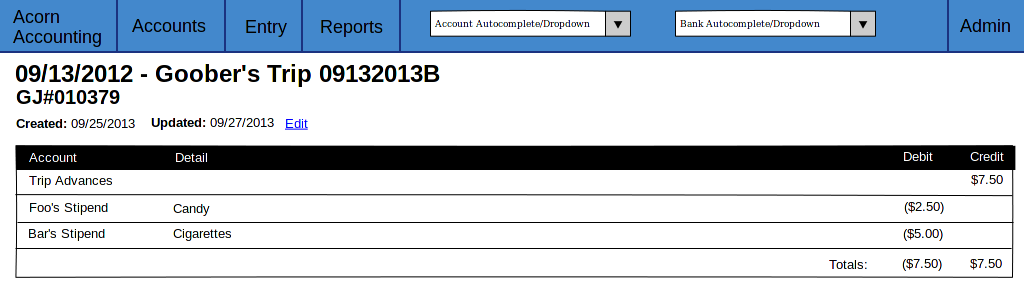 Acorn
Accounting
Accounts
Entry
Reports
Account Autocomplete/Dropdown ▼
Bank Autocomplete/Dropdown ▼
Admin
09/13/2012 - Goober's Trip 09132013B
GJ#010379
Created: 09/25/2013 Updated: 09/27/2013 Edit
Account Detail Debit Credit
Trip Advances $7.50
Foo's Stipend Candy ($2.50)
Bar's Stipend Cigarettes ($5.00)
Totals: ($7.50) $7.50